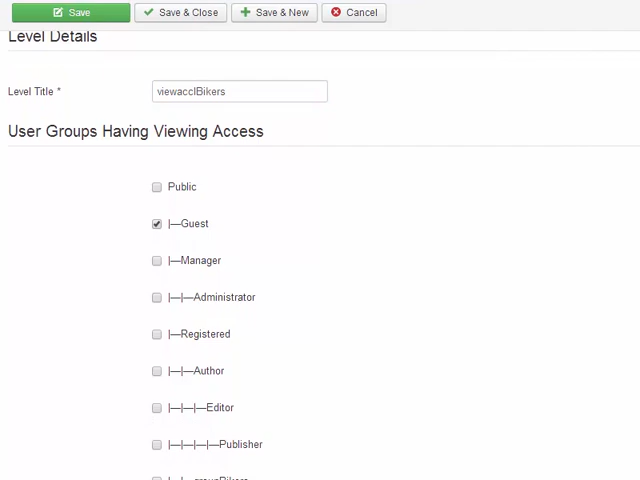 Save
Save & Close
Save & New
Cancel
Level Details
Level Title *
viewacclBikers
User Groups Having Viewing Access
Public
|—Guest
|—Manager
|—|—Administrator
|—Registered
|—|—Author
|—|—|—Editor
|—|—|—|—Publisher
|—|—groupBikers